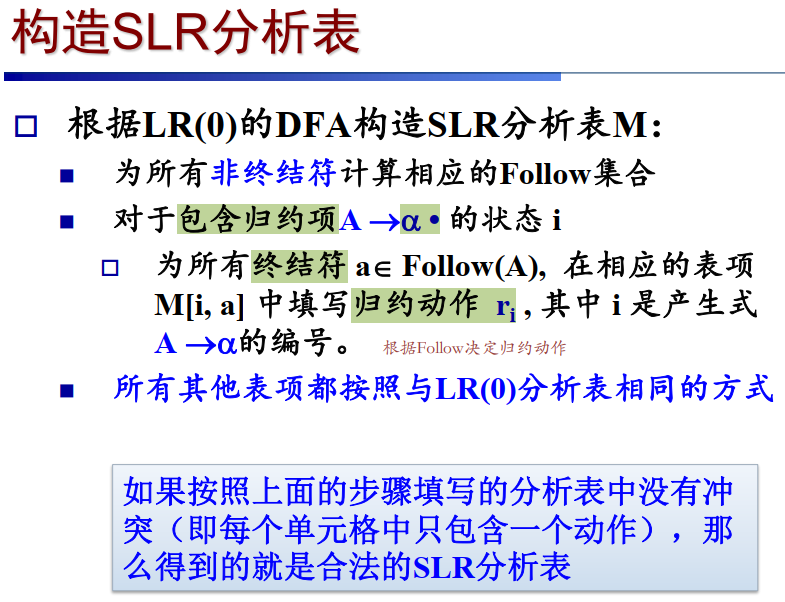 构造SLR分析表
根据LR(0)的DFA构造SLR分析表M：
为所有非终结符计算相应的Follow集合
对于包含归约项A →α • 的状态 i
为所有终结符 a∈ Follow(A), 在相应的表项
M[i, a] 中填写归约动作 ri , 其中 i 是产生式
A →α的编号。 根据Follow决定归约动作
所有其他表项都按照与LR(0)分析表相同的方式
如果按照上面的步骤填写的分析表中没有冲
突（即每个单元格中只包含一个动作），那
么得到的就是合法的SLR分析表